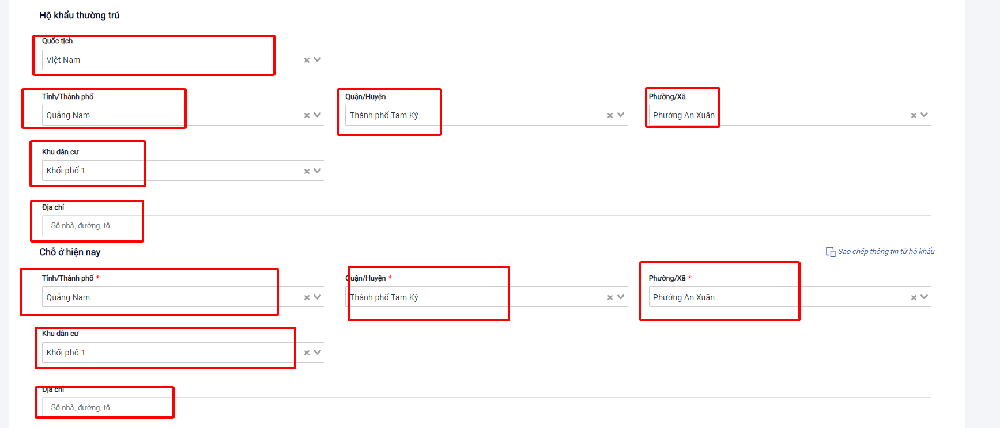 Hộ khẩu thường trú
Quốc tịch
Việt Nam
Tỉnh/Thành phố Quận/Huyện Phường/Xã
Quảng Nam Thành phố Tam Kỳ Phường An Xuân
Khu dân cư
Khối phố 1
Địa chỉ
Số nhà, đường, tổ
Chỗ ở hiện nay Sao chép thông tin từ hộ khẩu
Tỉnh/Thành phố * Quận/Huyện * Phường/Xã *
Quảng Nam Thành phố Tam Kỳ Phường An Xuân
Khu dân cư
Khối phố 1
Địa chỉ
Số nhà, đường, tổ